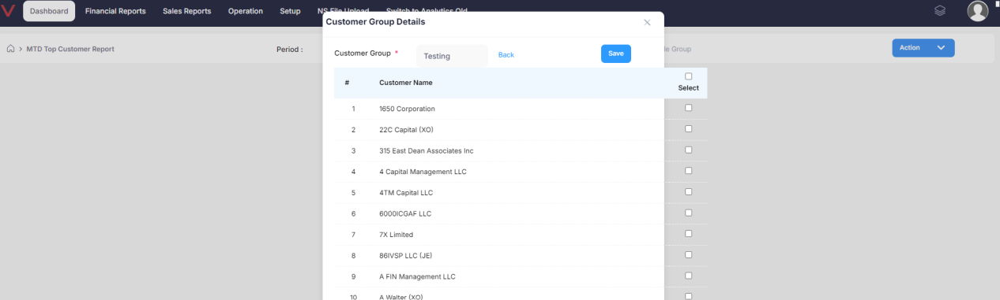 Dashboard Financial Reports Sales Reports Operation Setup NS File Upload Switch to Analytics Old
Customer Group Details
MTD Top Customer Report Period : Customer Group * Testing Back Save Group Action
# Customer Name Select
1 1650 Corporation
2 22C Capital (XO)
3 315 East Dean Associates Inc
4 4 Capital Management LLC
5 4TM Capital LLC
6 6000ICGAF LLC
7 7X Limited
8 86IVSP LLC (JE)
9 A FIN Management LLC
10 A Walter (XO)